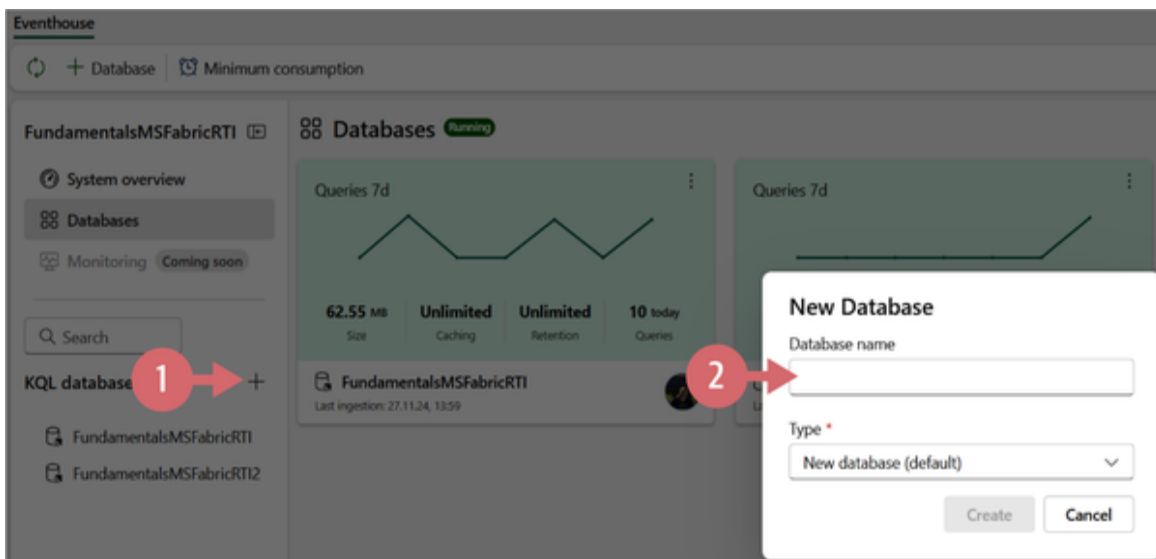 Eventhouse
+ Database
Minimum consumption
FundamentalsMSFabricRTI
System overview
Databases
Monitoring Coming soon
Search
KQL database
1
+
FundamentalsMSFabricRTI
FundamentalsMSFabricRTI2
Databases Running
Queries 7d
62.55 MB Unlimited Unlimited 10 today
Size Caching Retention Queries
FundamentalsMSFabricRTI
Last ingestion: 27.11.24, 13:59
Queries 7d
2
New Database
Database name
Type *
New database (default)
Create Cancel